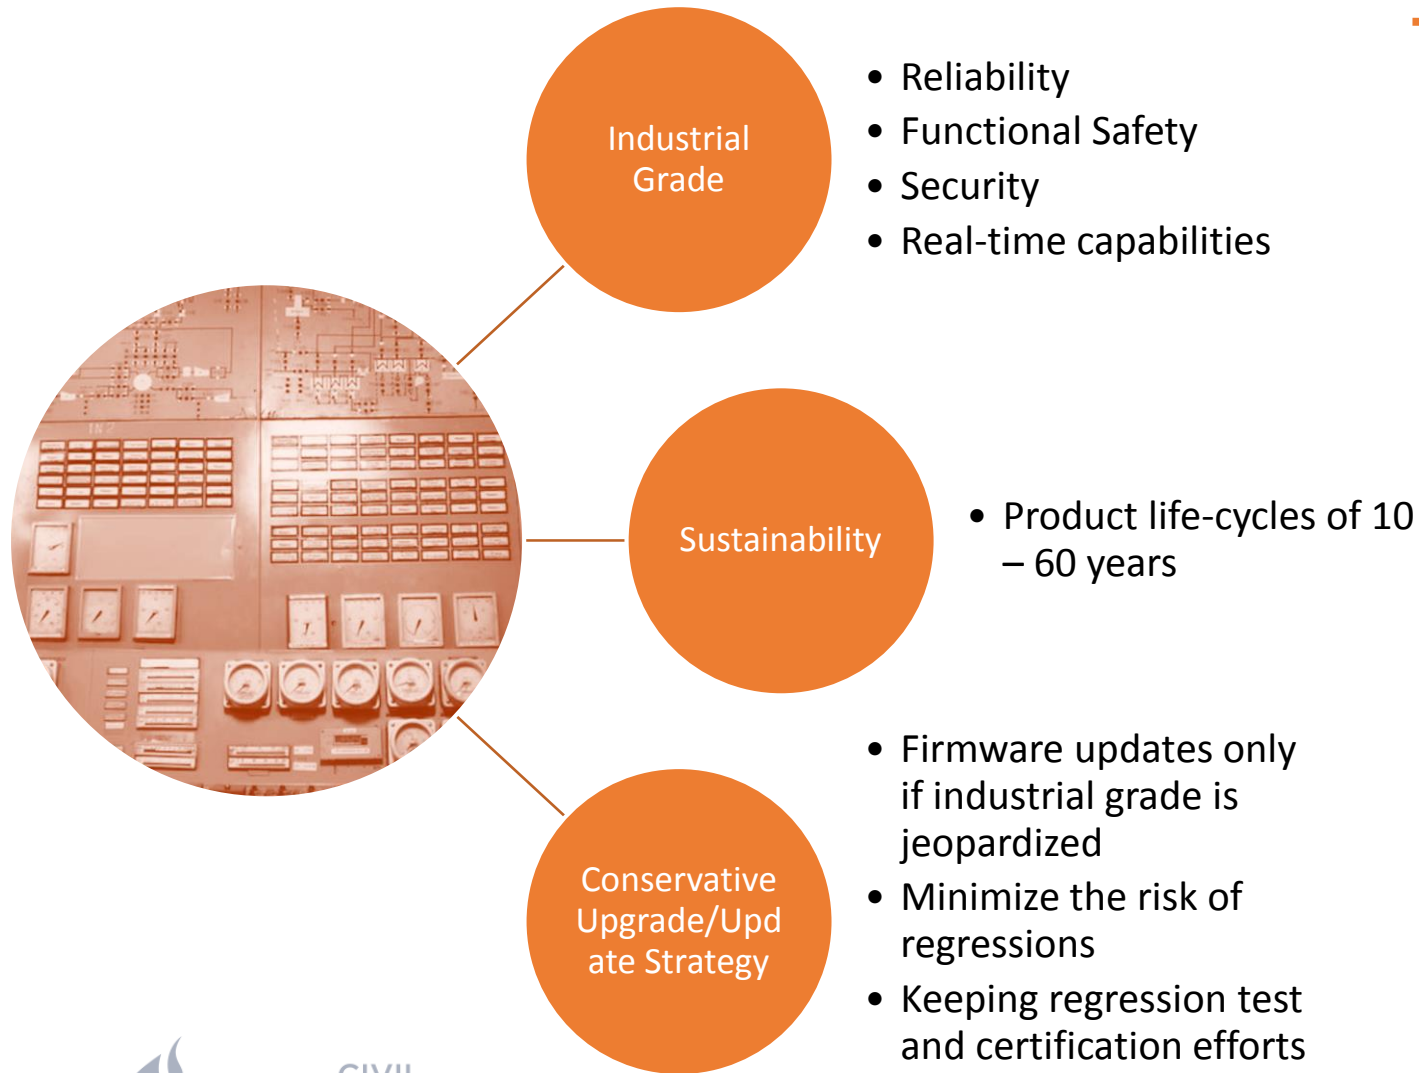 Industrial
Grade
• Reliability
• Functional Safety
• Security
• Real-time capabilities
IN2
Sustainability
• Product life-cycles of 10
– 60 years
Conservative
Upgrade/Upd
ate Strategy
• Firmware updates only
if industrial grade is
jeopardized
• Minimize the risk of
regressions
• Keeping regression test
and certification efforts